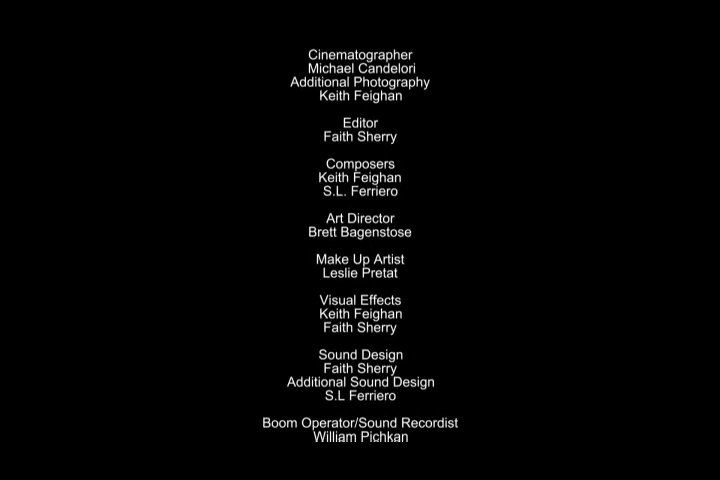 Cinematographer
Michael Candelori
Additional Photography
Keith Feighan
Editor
Faith Sherry
Composers
Keith Feighan
S.L. Ferriero
Art Director
Brett Bagenstose
Make Up Artist
Leslie Pretat
Visual Effects
Keith Feighan
Faith Sherry
Sound Design
Faith Sherry
Additional Sound Design
S.L Ferriero
Boom Operator/Sound Recordist
William Pichkan